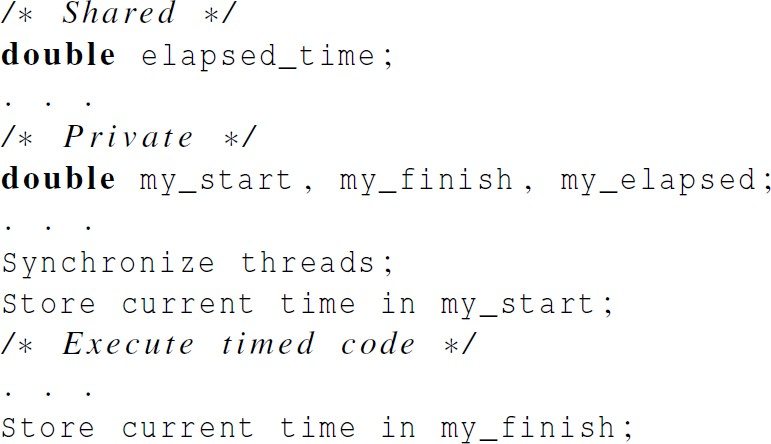 /* Shared */
double elapsed_time;
. . .
/* Private */
double my_start, my_finish, my_elapsed;
. . .
Synchronize threads;
Store current time in my_start;
/* Execute timed code */
. . .
Store current time in my_finish;